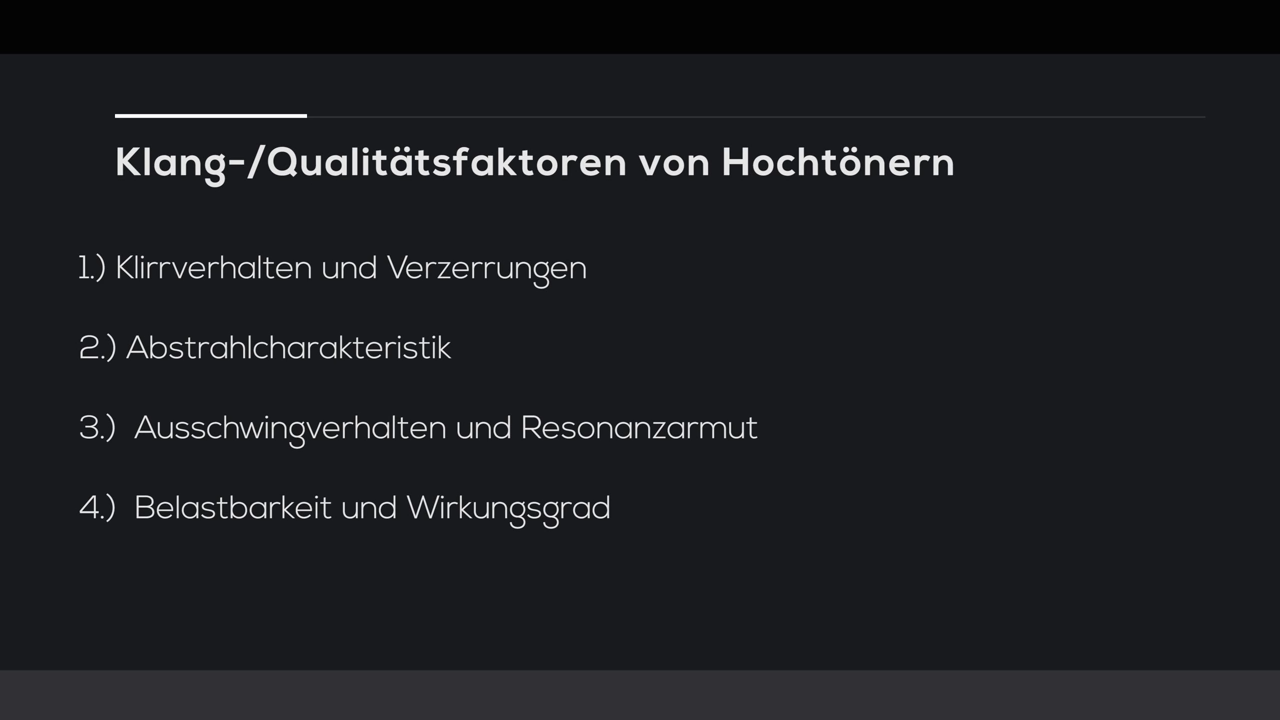 Klang-/Qualitätsfaktoren von Hochtönern
1.) Klirrverhalten und Verzerrungen
2.) Abstrahlcharakteristik
3.) Ausschwingverhalten und Resonanzarmut
4.) Belastbarkeit und Wirkungsgrad